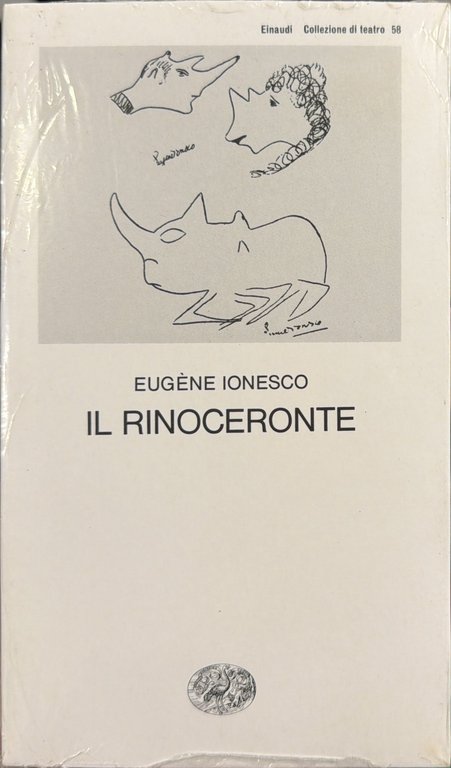 Einaudi Collezione di teatro 58
EUGÈNE IONESCO
IL RINOCERONTE